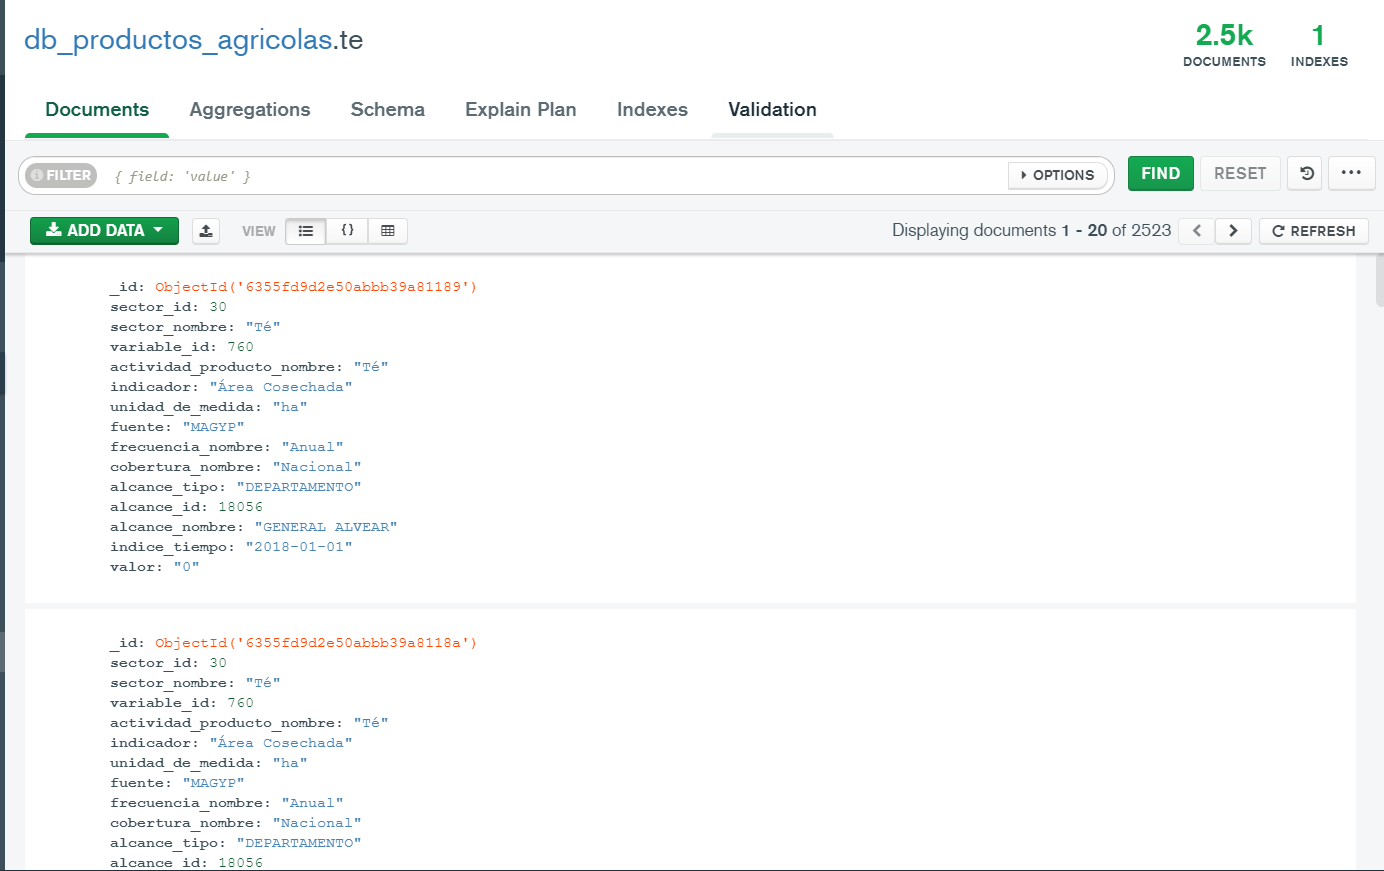 db_productos_agricolas.te
2.5k
DOCUMENTS
1
INDEXES
Documents
Aggregations
Schema
Explain Plan
Indexes
Validation
FILTER
{ field: 'value' }
OPTIONS
FIND
RESET
ADD DATA
VIEW
{}
Displaying documents 1 - 20 of 2523
REFRESH
_id: ObjectId('6355fd9d2e50abbb39a81189')
sector_id: 30
sector_nombre: "Té"
variable_id: 760
actividad_producto_nombre: "Té"
indicador: "Área Cosechada"
unidad_de_medida: "ha"
fuente: "MAGYP"
frecuencia_nombre: "Anual"
cobertura_nombre: "Nacional"
alcance_tipo: "DEPARTAMENTO"
alcance_id: 18056
alcance_nombre: "GENERAL ALVEAR"
indice_tiempo: "2018-01-01"
valor: "0"
_id: ObjectId('6355fd9d2e50abbb39a8118a')
sector_id: 30
sector_nombre: "Té"
variable_id: 760
actividad_producto_nombre: "Té"
indicador: "Área Cosechada"
unidad_de_medida: "ha"
fuente: "MAGYP"
frecuencia_nombre: "Anual"
cobertura_nombre: "Nacional"
alcance_tipo: "DEPARTAMENTO"
alcance_id: 18056